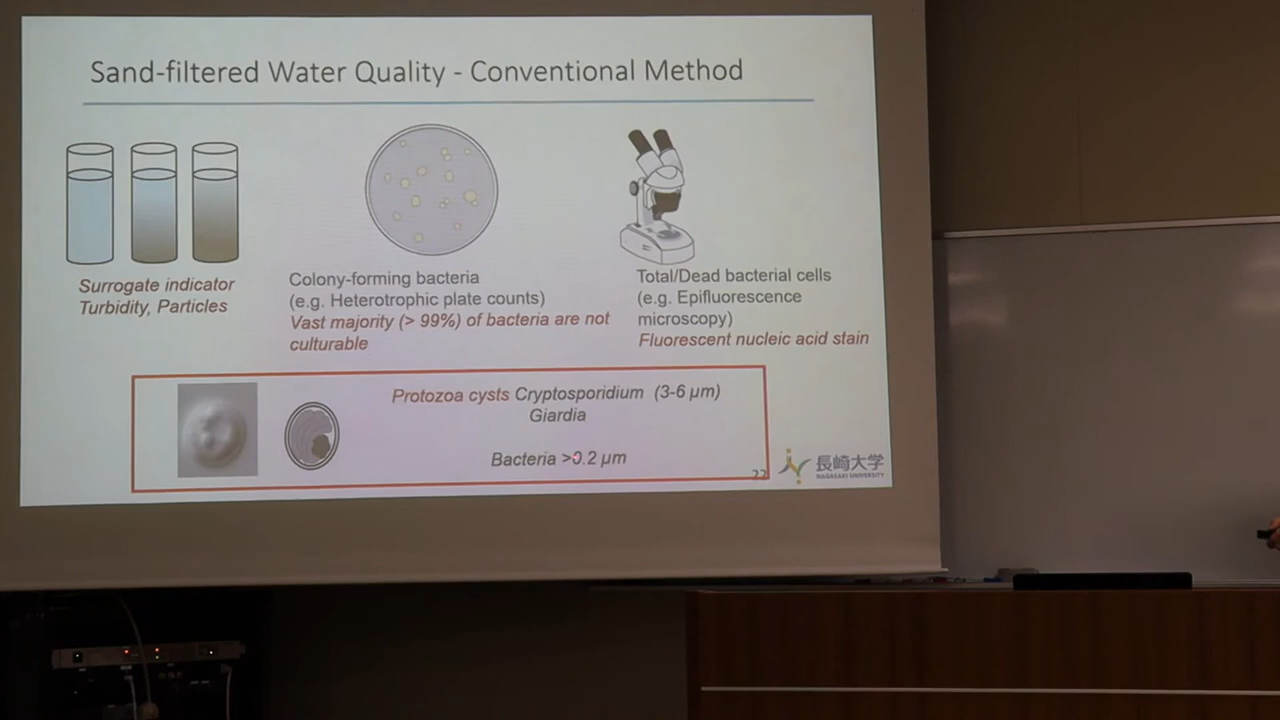 Sand-filtered Water Quality - Conventional Method
Surrogate indicator
Turbidity, Particles
Colony-forming bacteria
(e.g. Heterotrophic plate counts)
Vast majority (> 99%) of bacteria are not
culturable
Total/Dead bacterial cells
(e.g. Epifluorescence
microscopy)
Fluorescent nucleic acid stain
Protozoa cysts Cryptosporidium (3-6 µm)
Giardia
Bacteria >0.2 µm
22
長崎大学
NAGASAKI UNIVERSITY